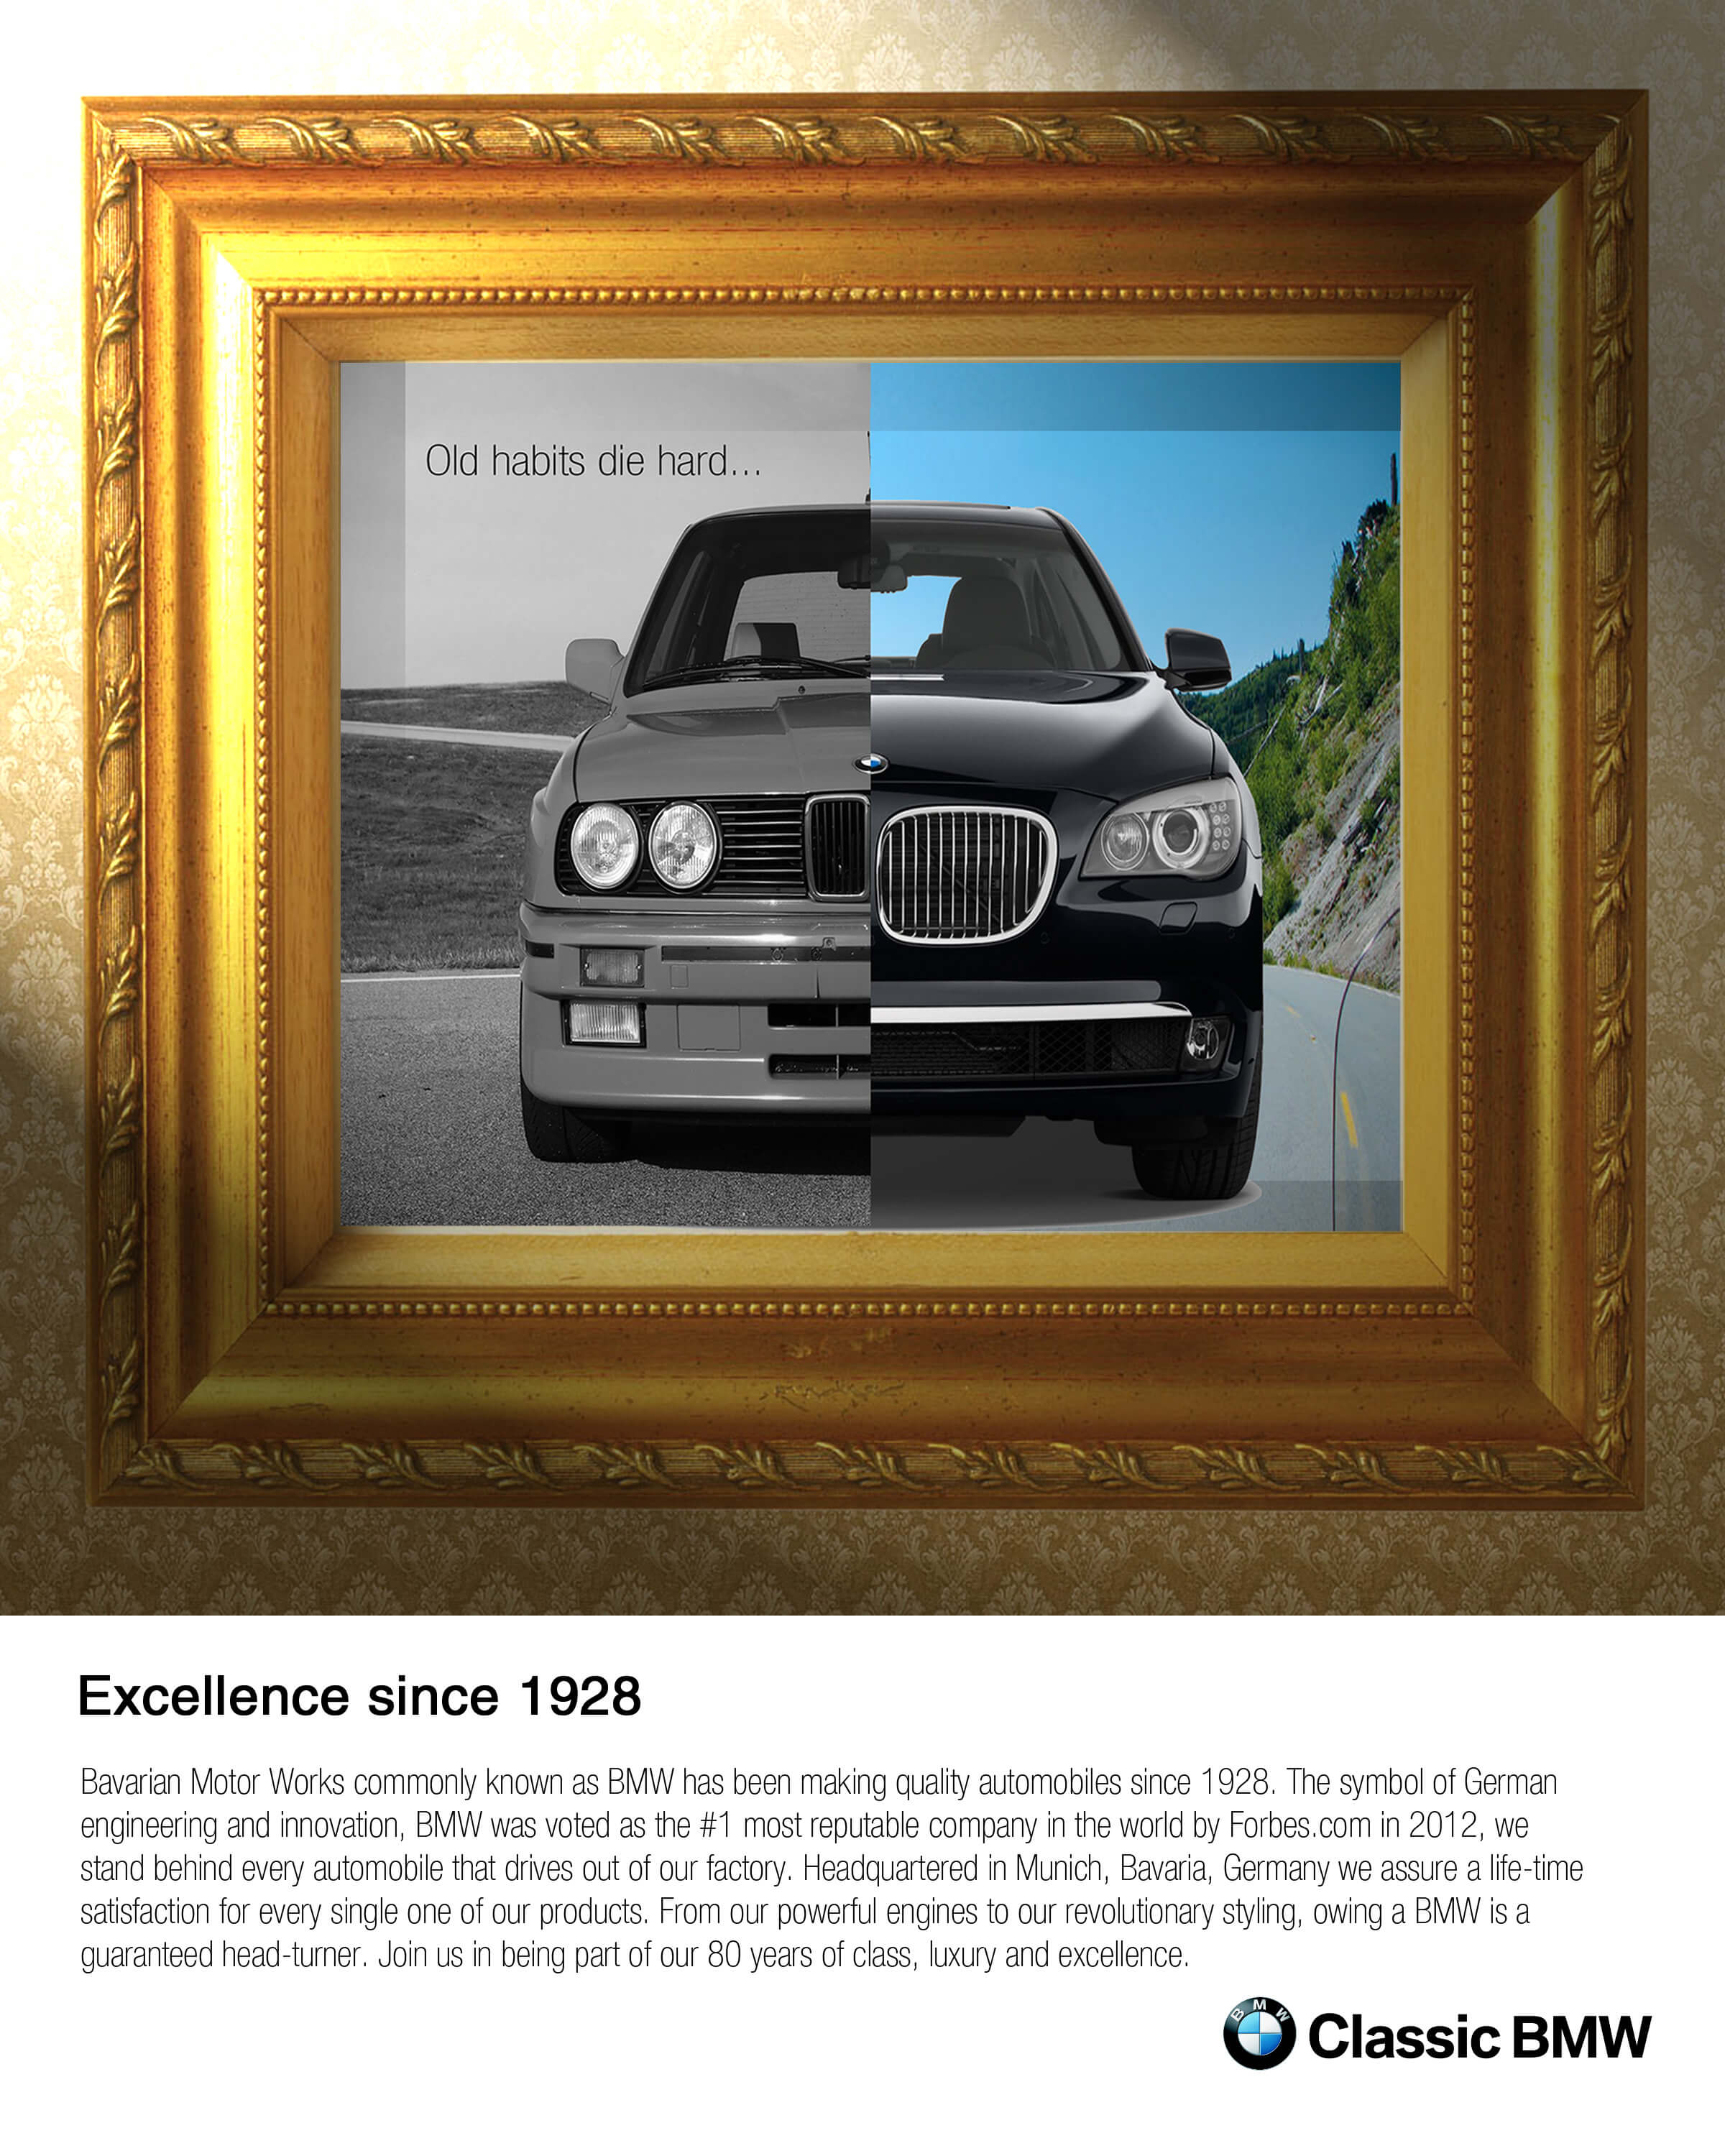 Old habits die hard...
Excellence since 1928
Bavarian Motor Works commonly known as BMW has been making quality automobiles since 1928. The symbol of German
engineering and innovation, BMW was voted as the #1 most reputable company in the world by Forbes.com in 2012, we
stand behind every automobile that drives out of our factory. Headquartered in Munich, Bavaria, Germany we assure a life-time
satisfaction for every single one of our products. From our powerful engines to our revolutionary styling, owing a BMW is a
guaranteed head-turner. Join us in being part of our 80 years of class, luxury and excellence.
BMW
Classic BMW